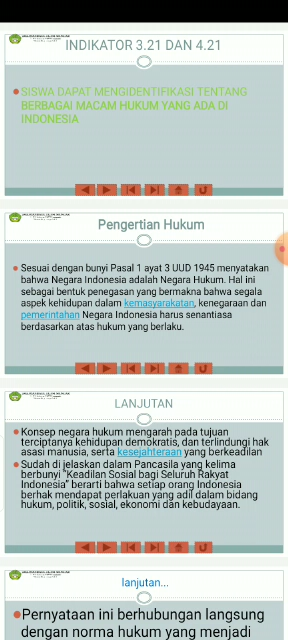 INDIKATOR 3.21 DAN 4.21
SISWA DAPAT MENGIDENTIFIKASI TENTANG
BERBAGAI MACAM HUKUM YANG ADA DI
INDONESIA
Pengertian Hukum
Sesuai dengan bunyi Pasal 1 ayat 3 UUD 1945 menyatakan
bahwa Negara Indonesia adalah Negara Hukum. Hal ini
sebagai bentuk penegasan yang bermakna bahwa segala
aspek kehidupan dalam kemasyarakatan, kenegaraan dan
pemerintahan Negara Indonesia harus senantiasa
berdasarkan atas hukum yang berlaku.
LANJUTAN
Konsep negara hukum mengarah pada tujuan
terciptanya kehidupan demokratis, dan terlindungi hak
asasi manusia, serta kesejahteraan yang berkeadilan
Sudah di jelaskan dalam Pancasila yang kelima
berbunyi "Keadilan Sosial bagi Seluruh Rakyat
Indonesia" berarti bahwa setiap orang Indonesia
berhak mendapat perlakuan yang adil dalam bidang
hukum, politik, sosial, ekonomi dan kebudayaan.
lanjutan...
Pernyataan ini berhubungan langsung
dengan norma hukum yang menjadi